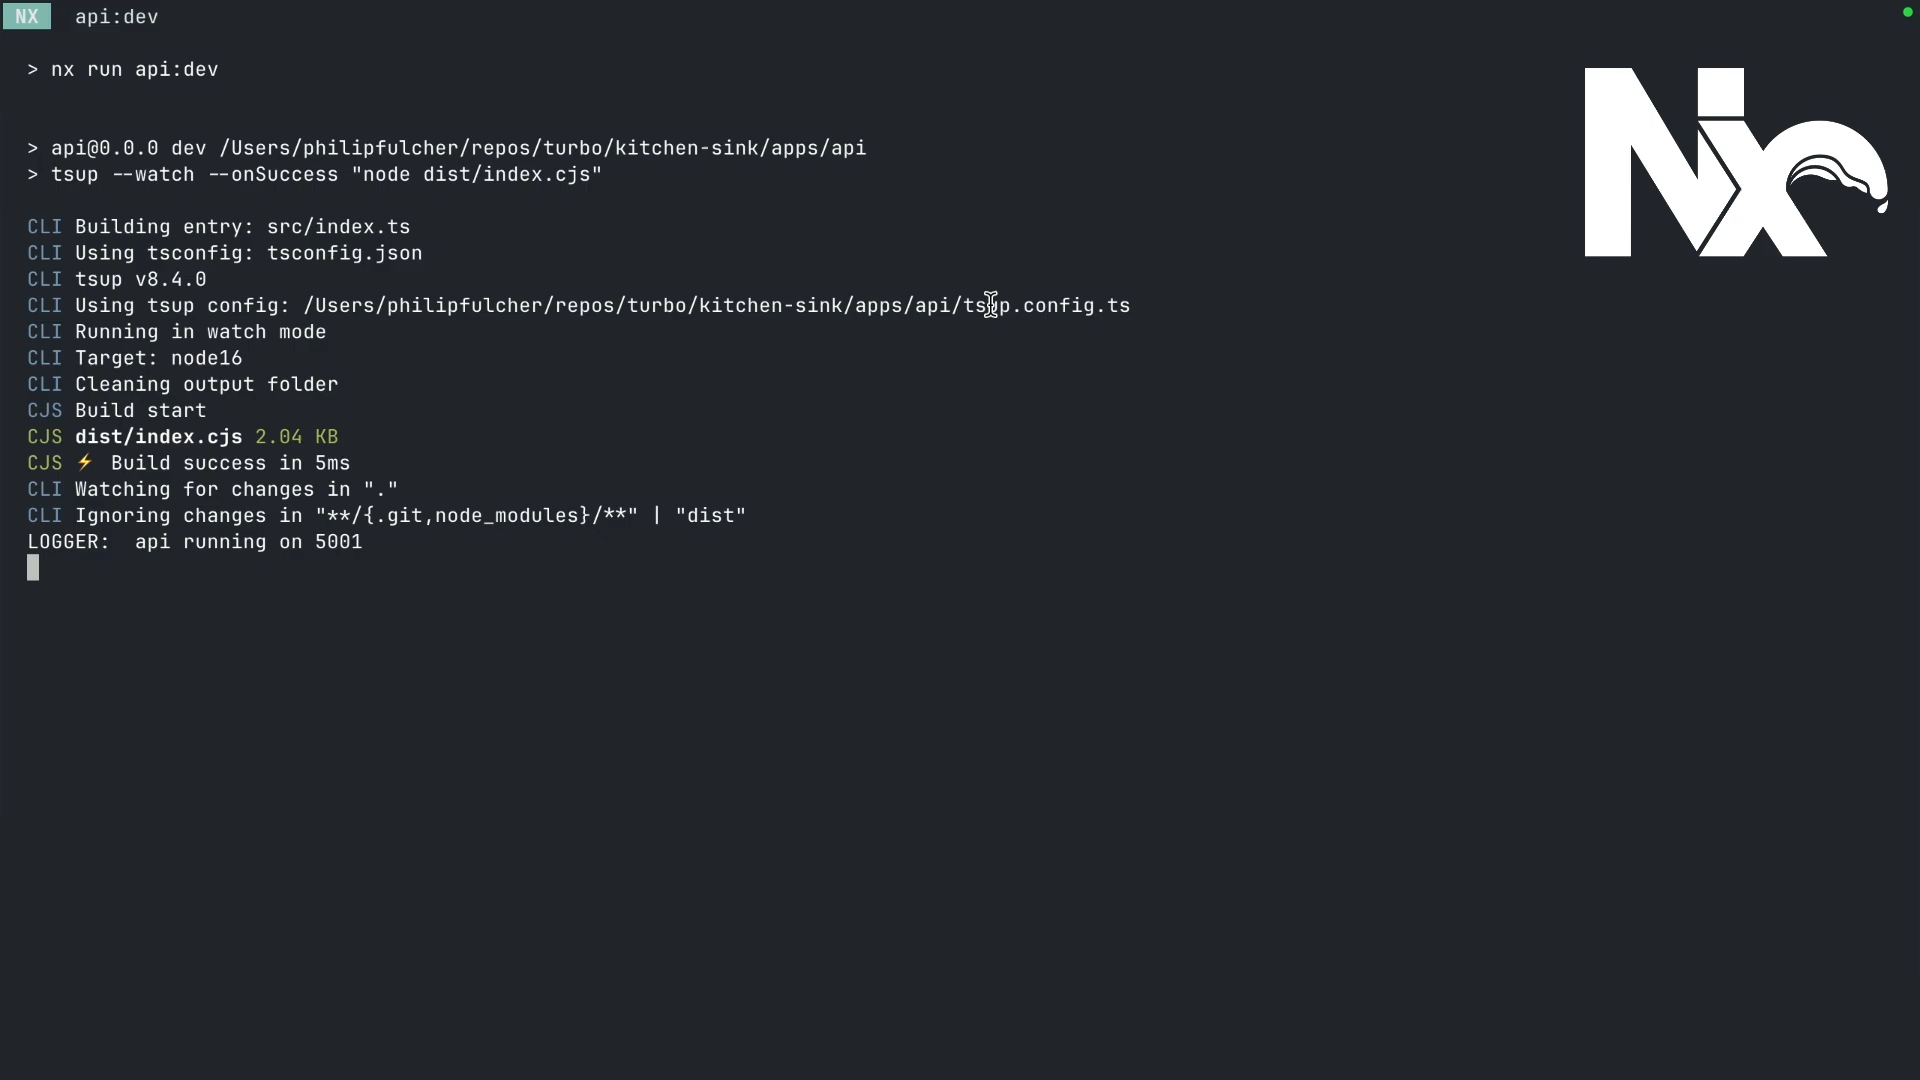 NX api:dev
> nx run api:dev
> api@0.0.0 dev /Users/philipfulcher/repos/turbo/kitchen-sink/apps/api
> tsup --watch --onSuccess "node dist/index.cjs"
CLI Building entry: src/index.ts
CLI Using tsconfig: tsconfig.json
CLI tsup v8.4.0
CLI Using tsup config: /Users/philipfulcher/repos/turbo/kitchen-sink/apps/api/tsup.config.ts
CLI Running in watch mode
CLI Target: node16
CLI Cleaning output folder
CJS Build start
CJS dist/index.cjs 2.04 KB
CJS ⚡ Build success in 5ms
CLI Watching for changes in "."
CLI Ignoring changes in "**/{.git,node_modules}/**" | "dist"
LOGGER:  api running on 5001
Nx